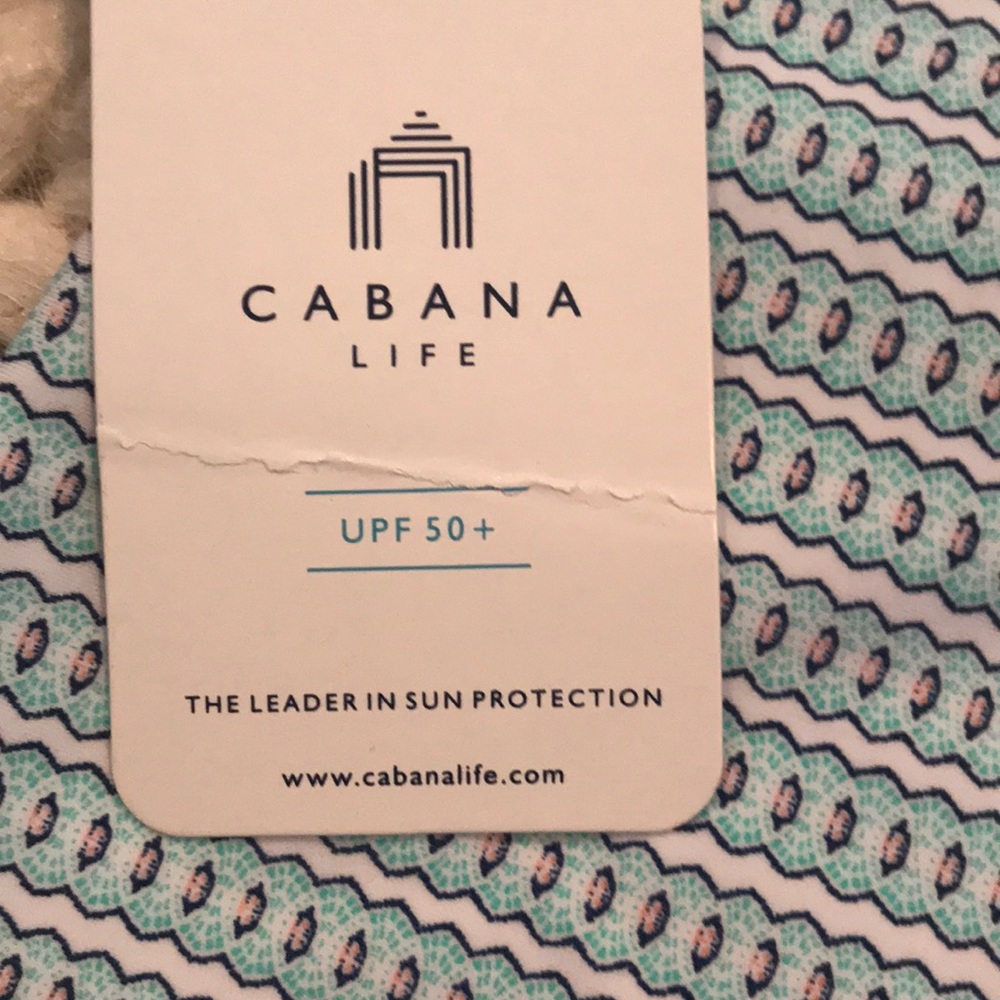 CABANA
LIFE
UPF 50+
THE LEADER IN SUN PROTECTION
www.cabanalife.com